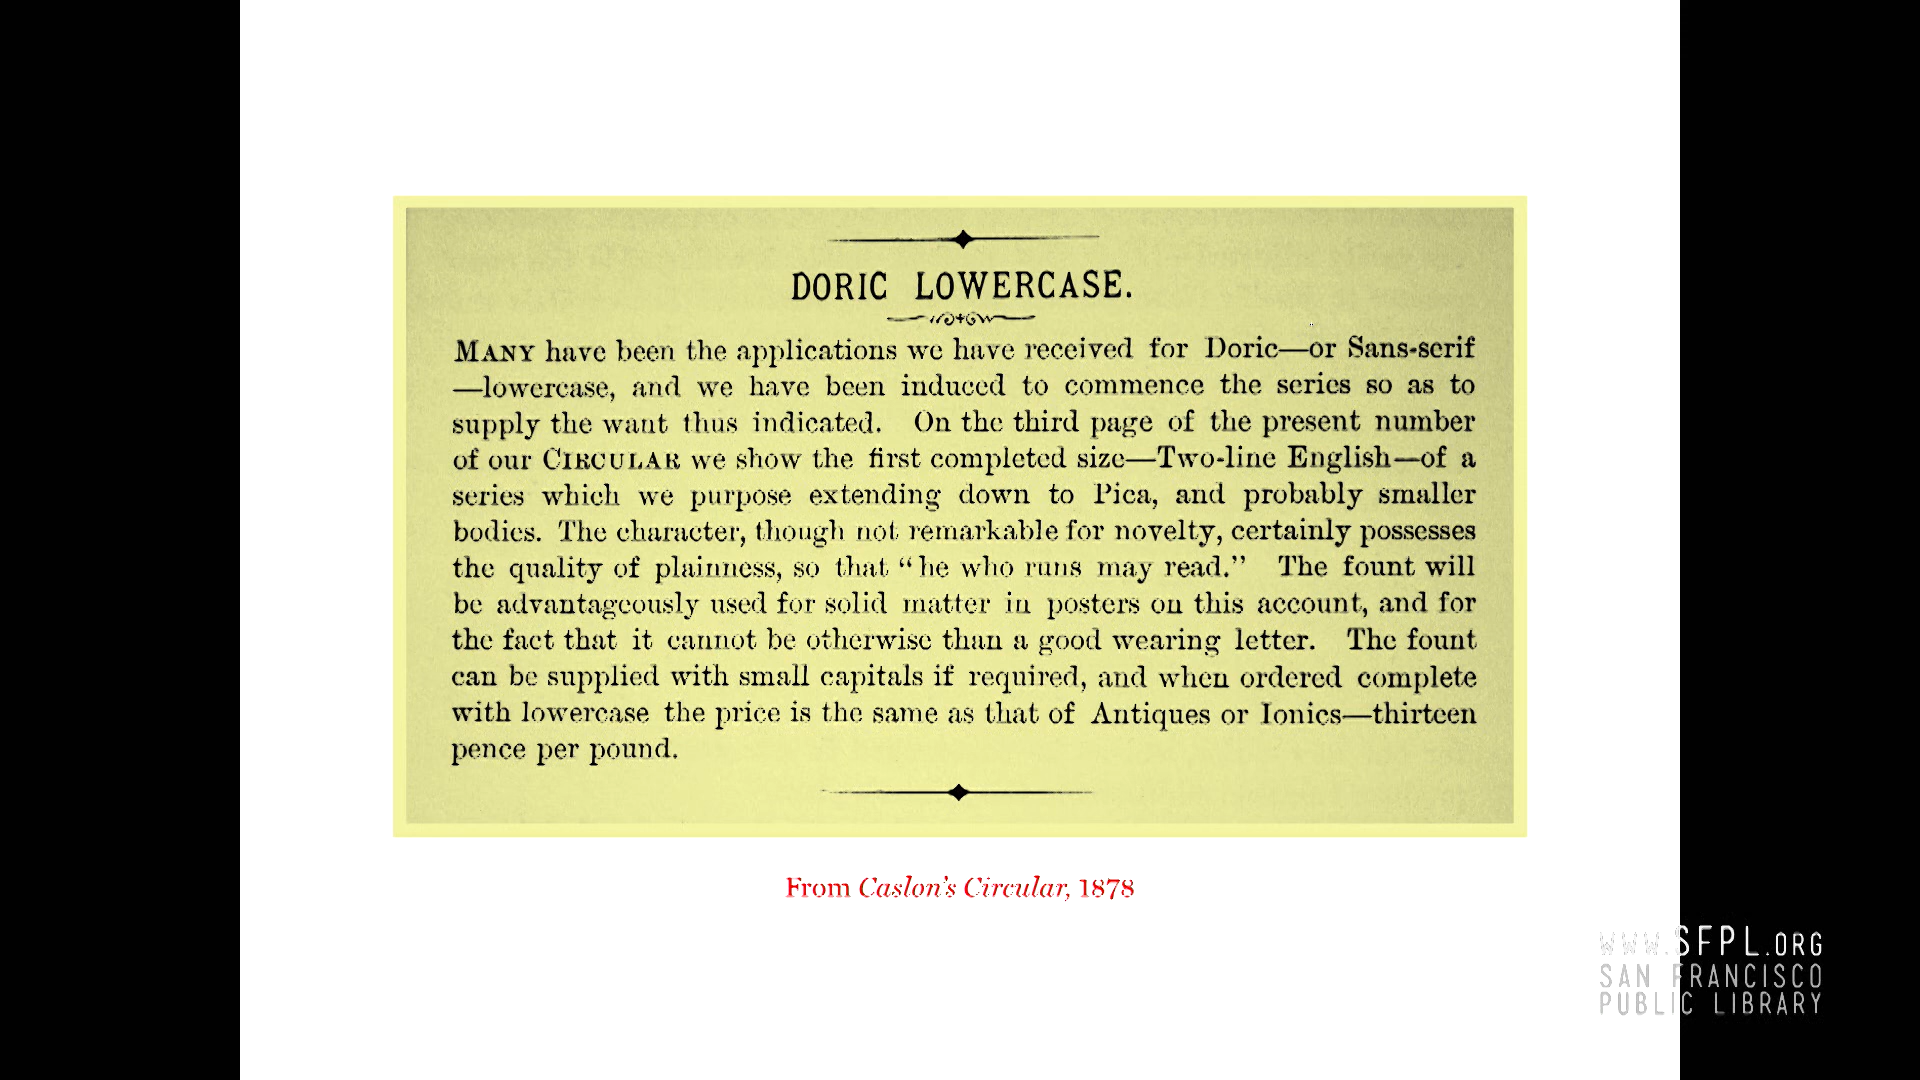 DORIC LOWERCASE.
MANY have been the applications we have received for Doric—or Sans-serif
—lowercase, and we have been induced to commence the series so as to
supply the want thus indicated. On the third page of the present number
of our CIRCULAR we show the first completed size—Two-line English—of a
series which we purpose extending down to Pica, and probably smaller
bodies. The character, though not remarkable for novelty, certainly possesses
the quality of plainness, so that “he who runs may read.” The fount will
be advantageously used for solid matter in posters on this account, and for
the fact that it cannot be otherwise than a good wearing letter. The fount
can be supplied with small capitals if required, and when ordered complete
with lowercase the price is the same as that of Antiques or Ionics—thirteen
pence per pound.
From Caslon’s Circular, 1878
WWW.SFPL.ORG
SAN FRANCISCO
PUBLIC LIBRARY